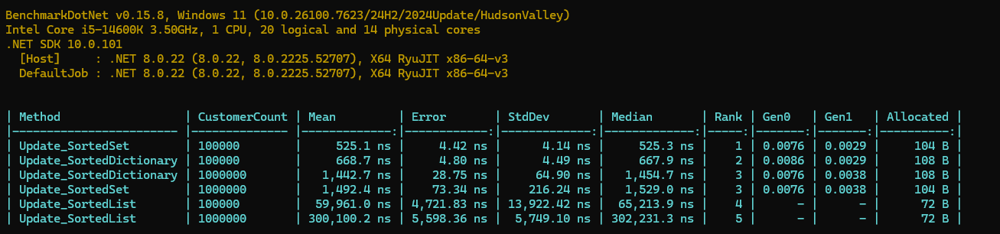 BenchmarkDotNet v0.15.8, Windows 11 (10.0.26100.7623/24H2/2024Update/HudsonValley)
Intel Core i5-14600K 3.50GHz, 1 CPU, 20 logical and 14 physical cores
.NET SDK 10.0.101
  [Host]     : .NET 8.0.22 (8.0.22, 8.0.2225.52707), X64 RyuJIT x86-64-v3
  DefaultJob : .NET 8.0.22 (8.0.22, 8.0.2225.52707), X64 RyuJIT x86-64-v3
| Method                  | CustomerCount | Mean         | Error       | StdDev       | Median       | Rank | Gen0   | Gen1   | Allocated |
|------------------------ |-------------- |-------------:|------------:|-------------:|-------------:|-----:|-------:|-------:|----------:|
| Update_SortedSet        | 100000        |     525.1 ns |     4.42 ns |      4.14 ns |     525.3 ns |    1 | 0.0076 | 0.0029 |     104 B |
| Update_SortedDictionary | 100000        |     668.7 ns |     4.80 ns |      4.49 ns |     667.9 ns |    2 | 0.0086 | 0.0029 |     108 B |
| Update_SortedDictionary | 1000000       |   1,442.7 ns |    28.75 ns |     64.90 ns |   1,454.7 ns |    3 | 0.0076 | 0.0038 |     108 B |
| Update_SortedSet        | 1000000       |   1,492.4 ns |    73.34 ns |    216.24 ns |   1,529.0 ns |    3 | 0.0076 | 0.0038 |     104 B |
| Update_SortedList       | 100000        |  59,961.0 ns | 4,721.83 ns | 13,922.42 ns |  65,213.9 ns |    4 |      - |      - |      72 B |
| Update_SortedList       | 1000000       | 300,100.2 ns | 5,598.36 ns |  5,749.10 ns | 302,231.3 ns |    5 |      - |      - |      72 B |